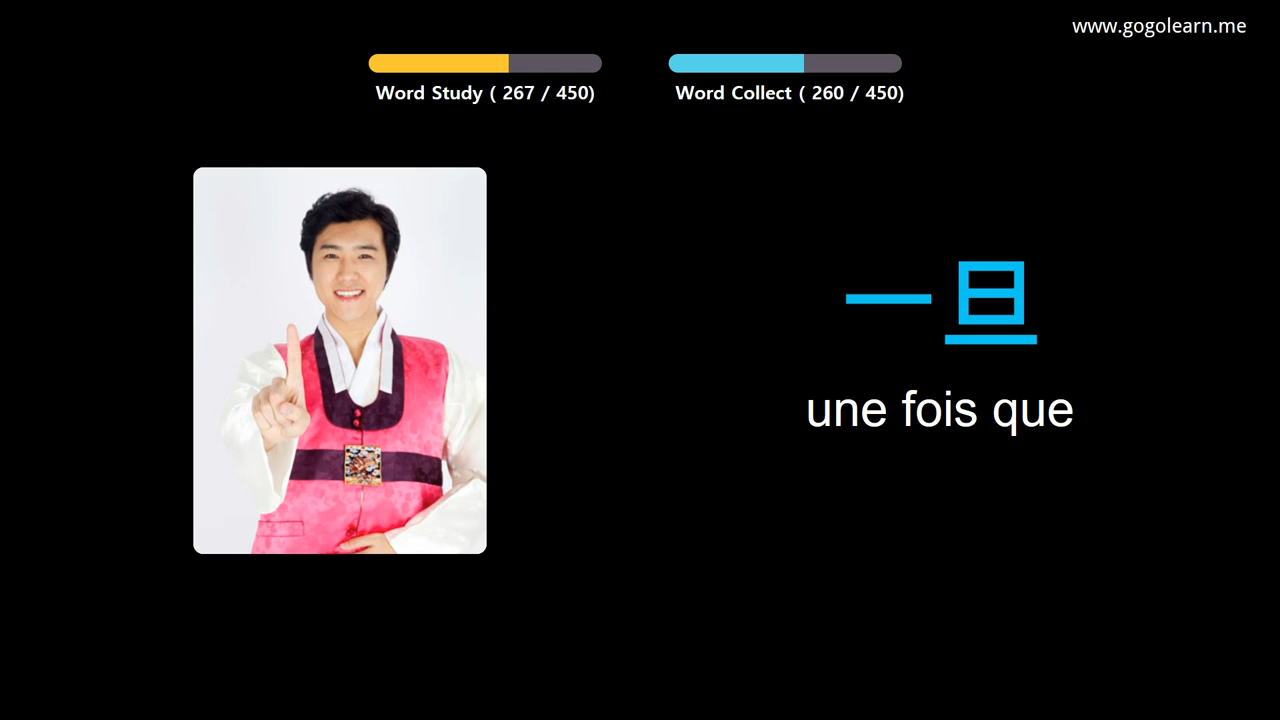 www.gogolearn.me
Word Study ( 267 / 450)
Word Collect ( 260 / 450)
一旦
une fois que